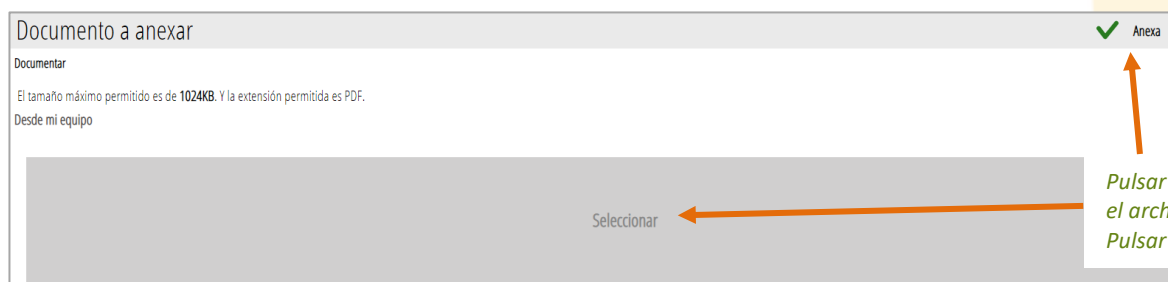 Documento a anexar
Anexa
Documentar
El tamaño máximo permitido es de 1024KB. Y la extensión permitida es PDF.
Desde mi equipo
Seleccionar
Pulsar
el arch
Pulsar